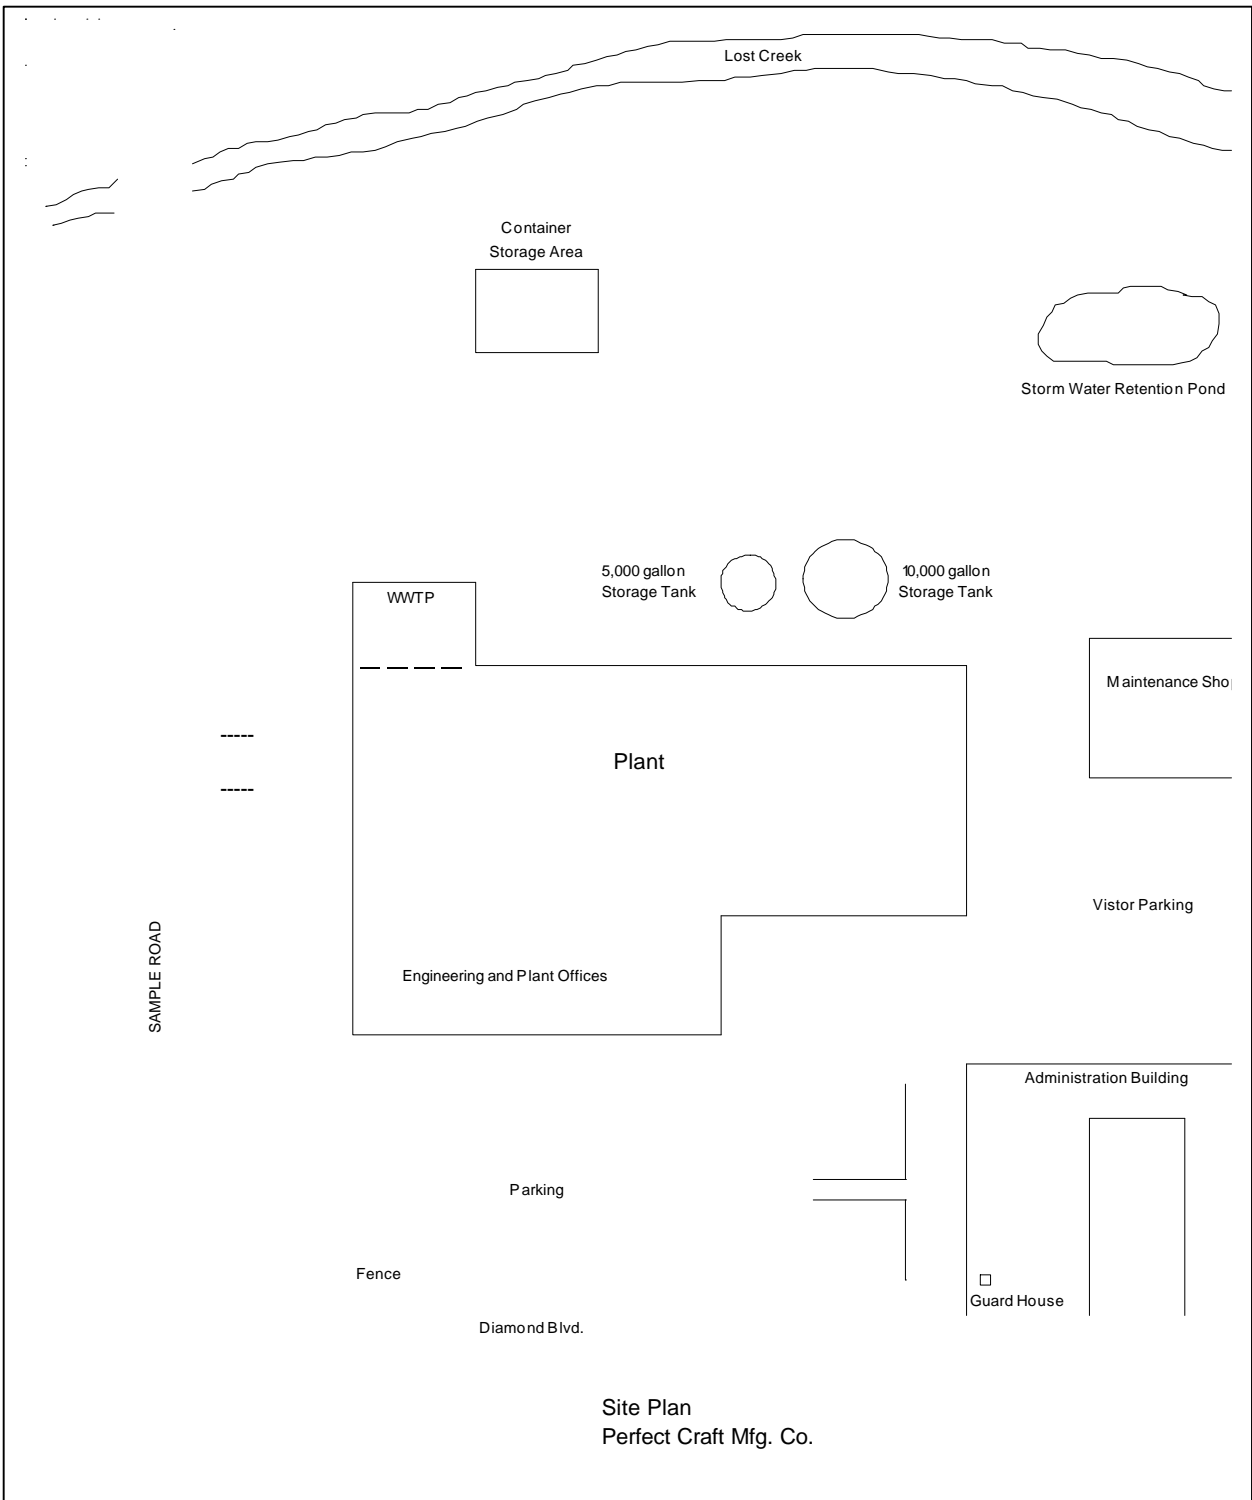 Lost Creek
Container
Storage Area
Storm Water Retention Pond
5,000 gallon
Storage Tank
10,000 gallon
Storage Tank
WWTP
Maintenance Sho
Plant
Vistor Parking
SAMPLE ROAD
Engineering and Plant Offices
Administration Building
Parking
Fence
Guard House
Diamond Blvd.
Site Plan
Perfect Craft Mfg. Co.